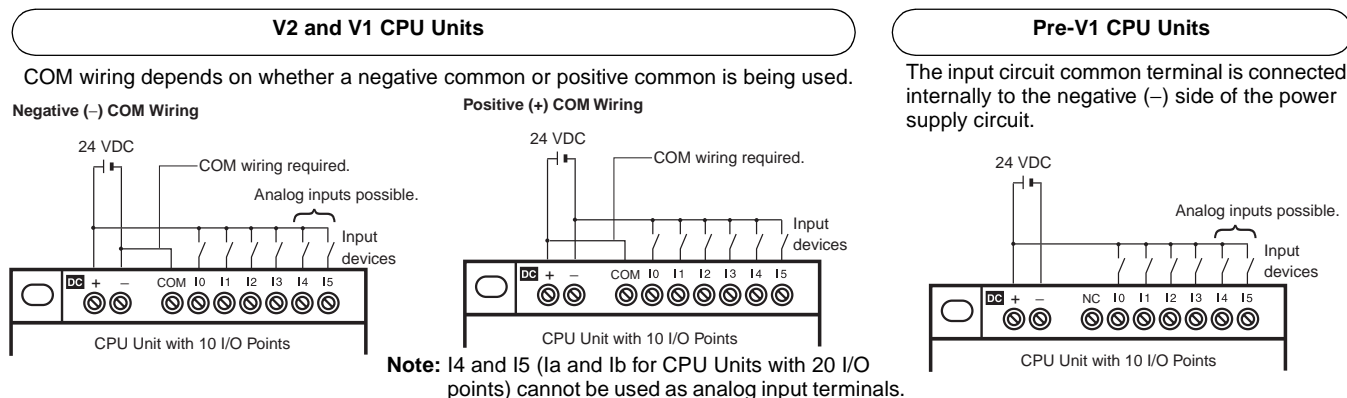 V2 and V1 CPU Units
COM wiring depends on whether a negative common or positive common is being used.
Negative (−) COM Wiring
24 VDC
COM wiring required.
Analog inputs possible.
Input
devices
DC + − COM I0 I1 I2 I3 I4 I5
CPU Unit with 10 I/O Points
Positive (+) COM Wiring
24 VDC
COM wiring required.
Input
devices
DC + − COM I0 I1 I2 I3 I4 I5
CPU Unit with 10 I/O Points
Note: I4 and I5 (Ia and Ib for CPU Units with 20 I/O
points) cannot be used as analog input terminals.
Pre-V1 CPU Units
The input circuit common terminal is connected
internally to the negative (−) side of the power
supply circuit.
24 VDC
Analog inputs possible.
Input
devices
DC + − NC I0 I1 I2 I3 I4 I5
CPU Unit with 10 I/O Points